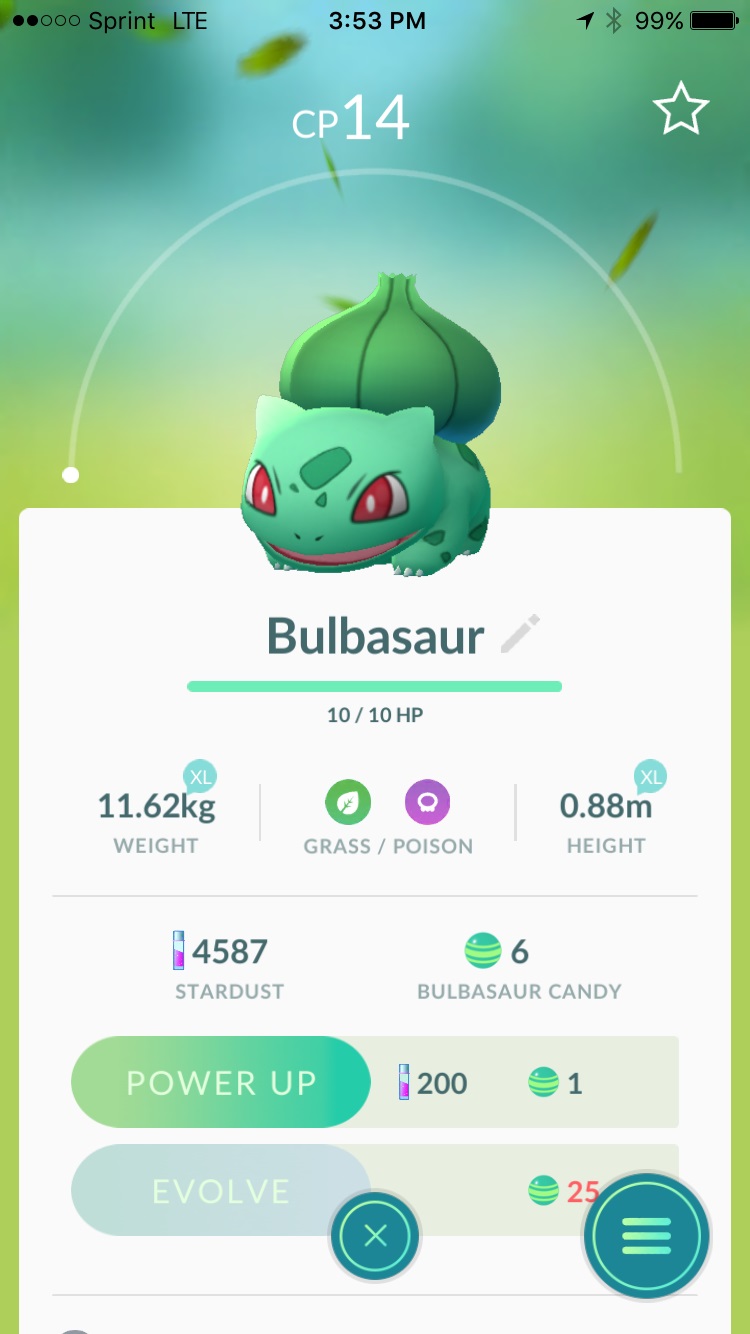 Sprint LTE 3:53 PM 99%
CP14
Bulbasaur
10 / 10 HP
XL XL
11.62kg 0.88m
WEIGHT GRASS / POISON HEIGHT
4587 6
STARDUST BULBASAUR CANDY
POWER UP 200 1
EVOLVE 25